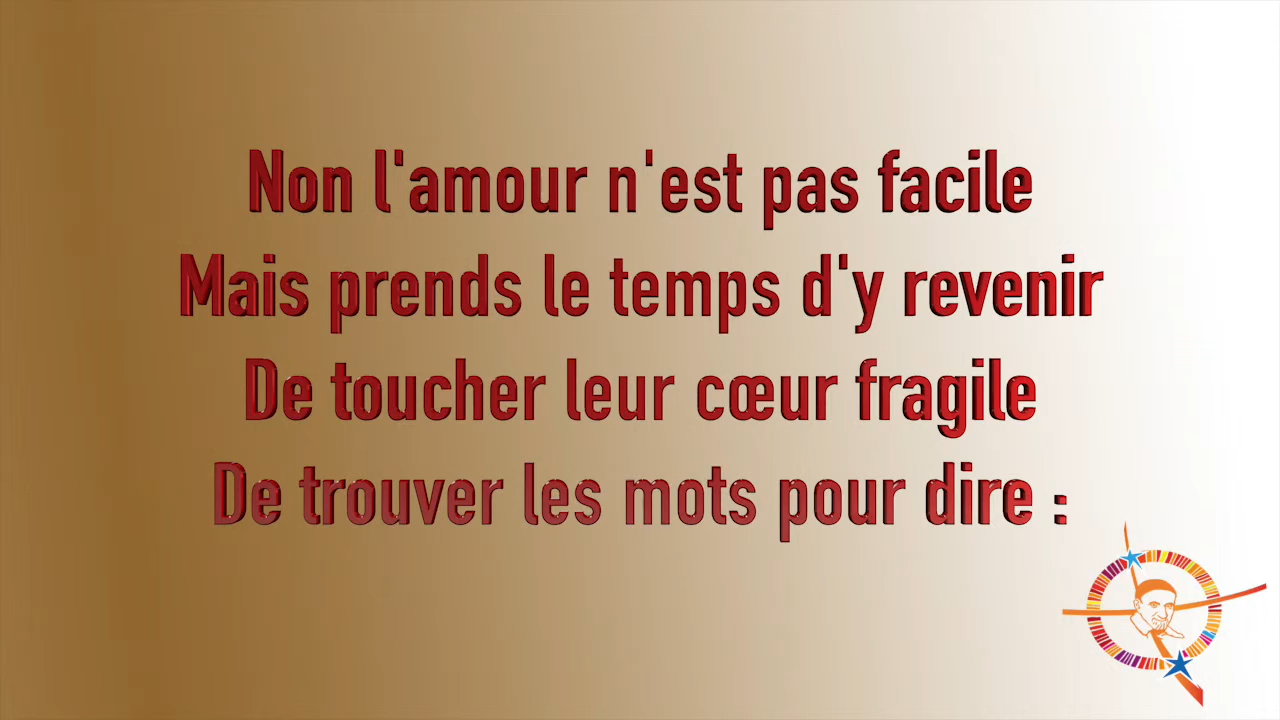 Non l'amour n'est pas facile
Mais prends le temps d'y revenir
De toucher leur cœur fragile
De trouver les mots pour dire :